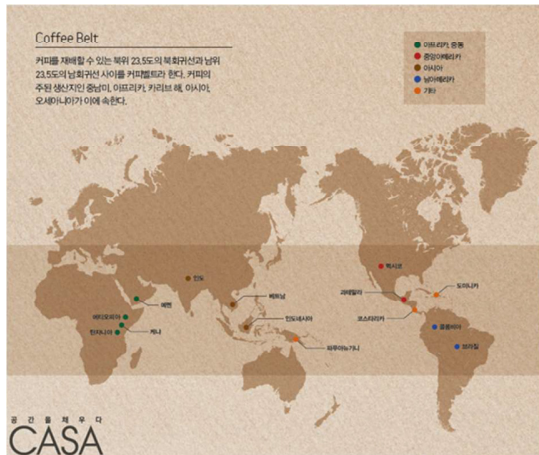 Coffee Belt
커피를 재배할 수 있는 북위 23.5도의 북회귀선과 남위
23.5도의 남회귀선 사이를 커피벨트라 한다. 커피의
주된 생산지인 중남미, 아프리카, 카리브 해, 아시아,
오세아니아가 이에 속한다.
아프리카, 중동
중앙아메리카
아시아
남아메리카
기타
인도
멕시코
예멘
베트남
과테말라
도미니카
에티오피아
케냐
탄자니아
인도네시아
코스타리카
콜롬비아
파푸아뉴기니
브라질
공간을채우다
CASA